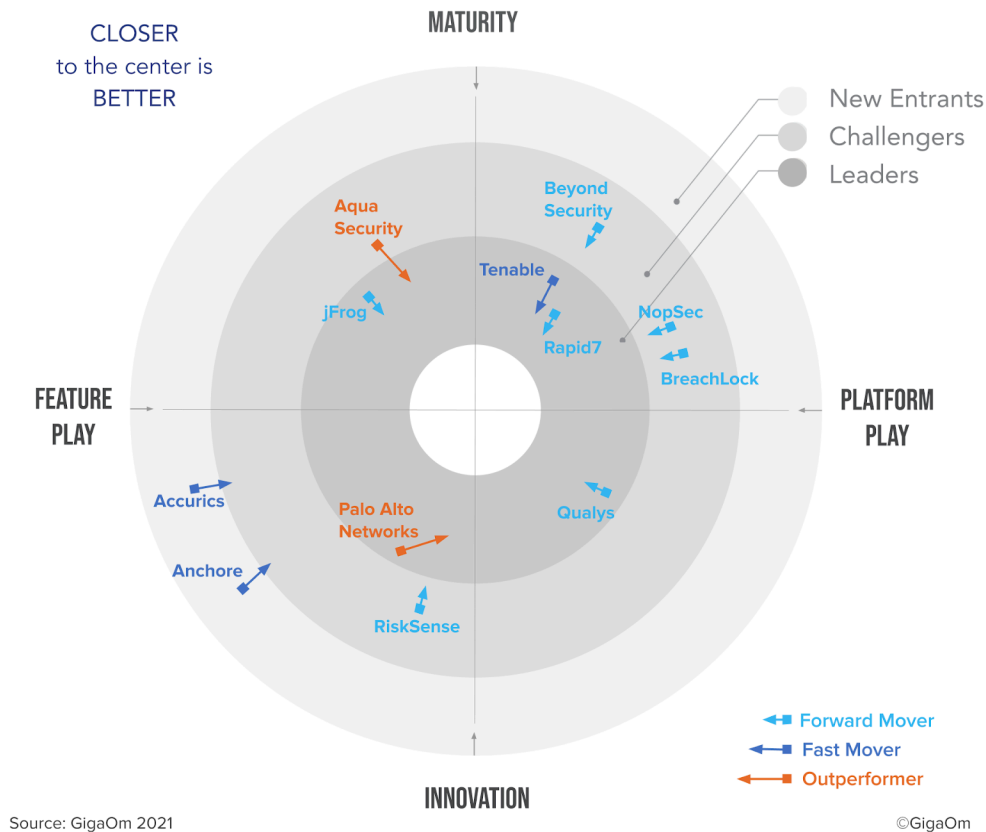 MATURITY
CLOSER
to the center is
BETTER
New Entrants
Challengers
Leaders
Beyond
Security
Aqua
Security
Tenable
jFrog
NopSec
Rapid7
BreachLock
FEATURE
PLAY
PLATFORM
PLAY
Accurics
Palo Alto
Networks
Qualys
Anchore
RiskSense
Forward Mover
Fast Mover
Outperformer
INNOVATION
Source: GigaOm 2021
©GigaOm